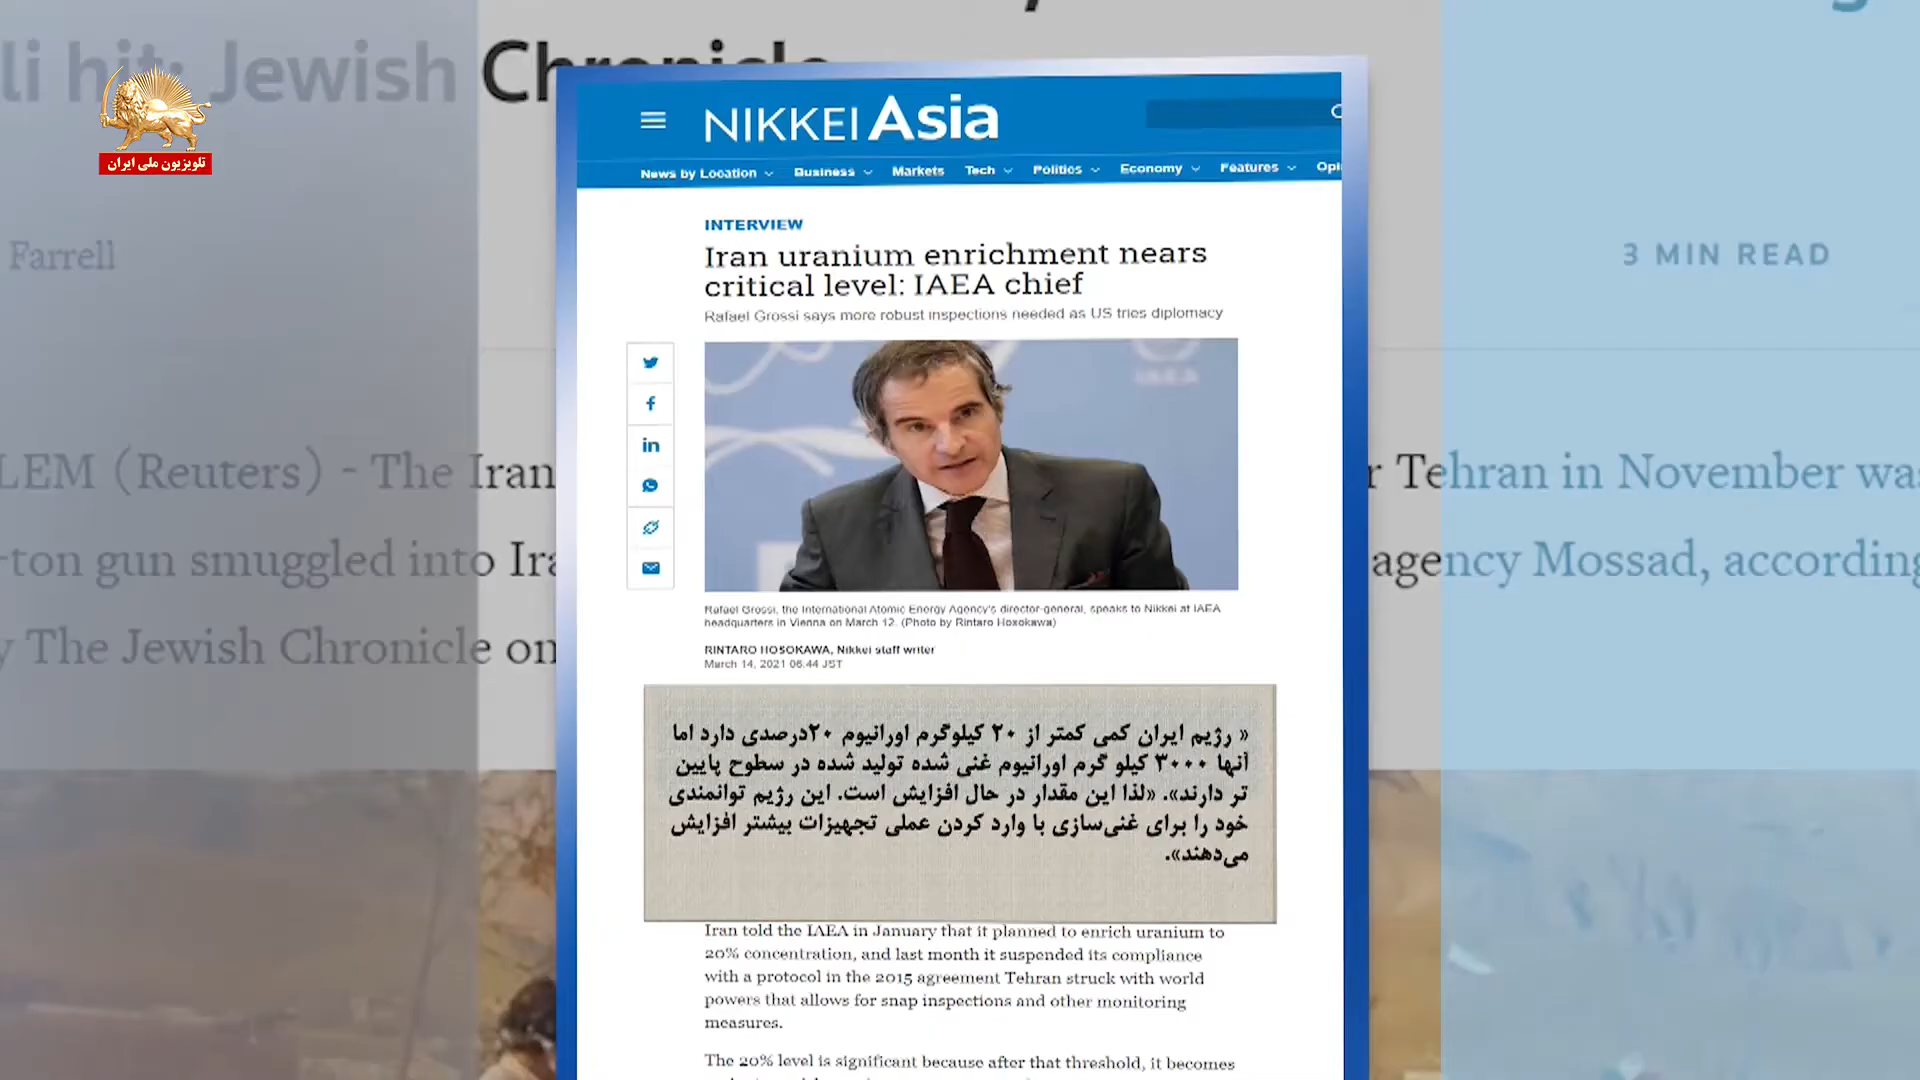 li hit: Jewish Chronicle
تلویزیون ملی ایران
Farrell
3 MIN READ
LEM (Reuters) - The Iran
r Tehran in November was
-ton gun smuggled into Ira
agency Mossad, according
y The Jewish Chronicle on
NIKKEI Asia
News by Location Business Markets Tech Politics Economy Features Opi
INTERVIEW
Iran uranium enrichment nears
critical level: IAEA chief
Rafael Grossi says more robust inspections needed as US tries diplomacy
Rafael Grossi, the International Atomic Energy Agency's director-general, speaks to Nikkei at IAEA
headquarters in Vienna on March 12. (Photo by Rintaro Hosokawa)
RINTARO HOSOKAWA, Nikkei staff writer
March 14, 2021 06:44 JST
« رژیم ایران کمی کمتر از ۲۰ کیلوگرم اورانیوم ۲۰درصدی دارد اما
آنها ۳۰۰۰ کیلو گرم اورانیوم غنی شده تولید شده در سطوح پایین
تر دارند». «لذا این مقدار در حال افزایش است. این رژیم توانمندی
خود را برای غنی‌سازی با وارد کردن عملی تجهیزات بیشتر افزایش
می‌دهند».
Iran told the IAEA in January that it planned to enrich uranium to
20% concentration, and last month it suspended its compliance
with a protocol in the 2015 agreement Tehran struck with world
powers that allows for snap inspections and other monitoring
measures.
The 20% level is significant because after that threshold, it becomes